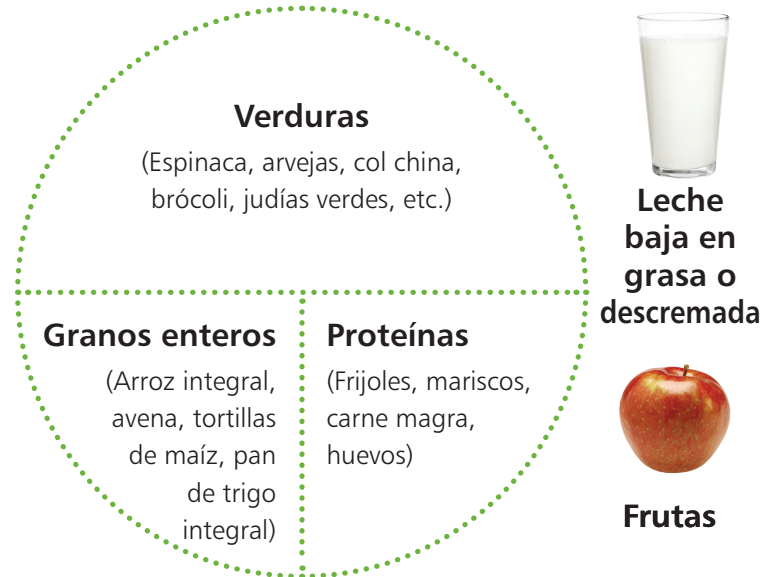 Verduras
(Espinaca, arvejas, col china,
brócoli, judías verdes, etc.)
Leche
baja en
grasa o
descremada
Granos enteros
(Arroz integral,
avena, tortillas
de maíz, pan
de trigo
integral)
Proteínas
(Frijoles, mariscos,
carne magra,
huevos)
Frutas